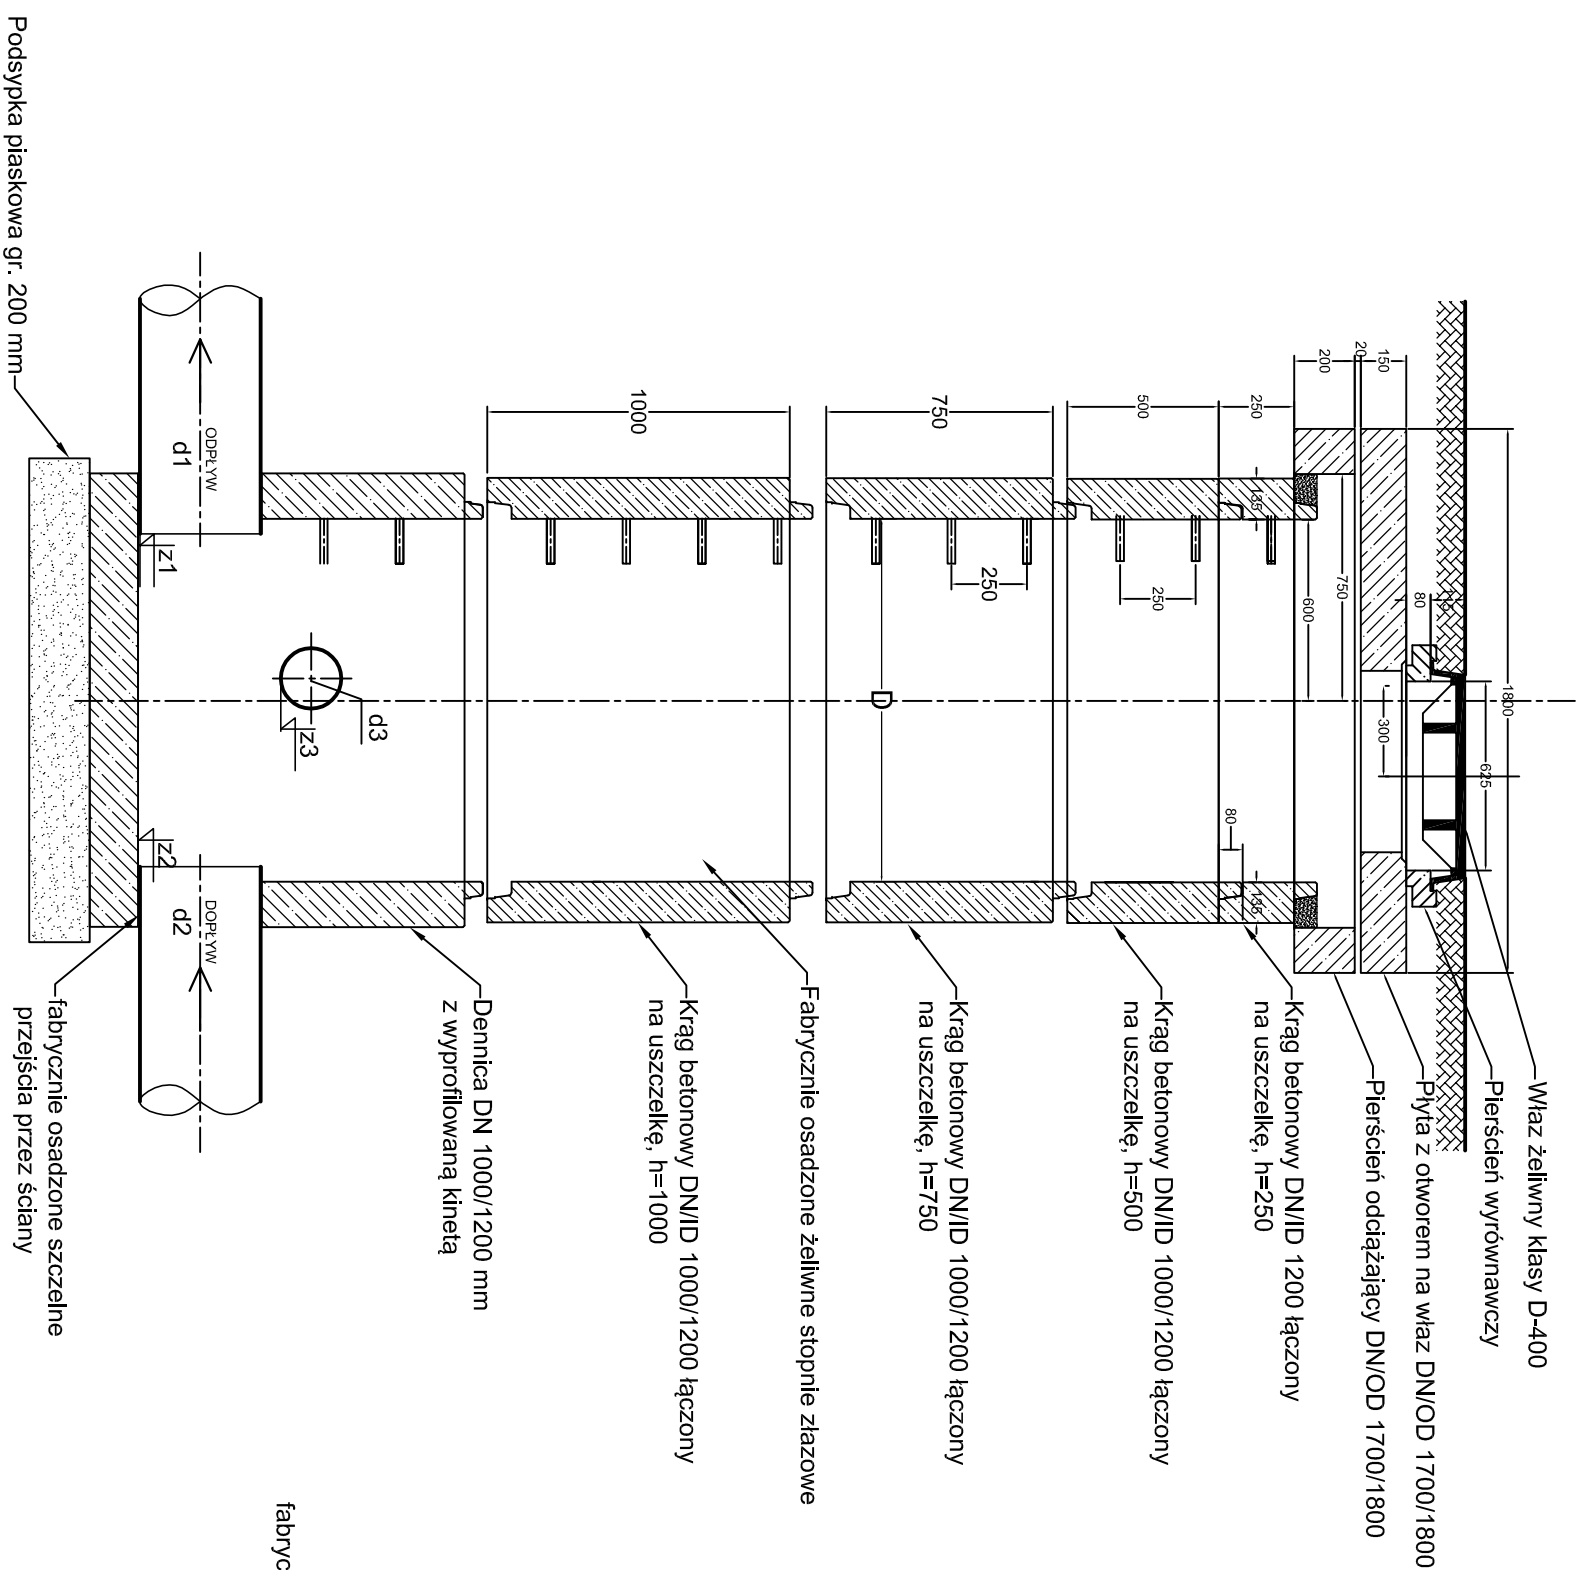 Właz żeliwny klasy D-400
Pierścień wyrównawczy
Płyta z otworem na właz DN/OD 1700/1800
Pierścień odciążający DN/OD 1700/1800
Krąg betonowy DN/ID 1200 łączony
na uszczelkę, h=250
Krąg betonowy DN/ID 1000/1200 łączony
na uszczelkę, h=500
Krąg betonowy DN/ID 1000/1200 łączony
na uszczelkę, h=750
Fabrycznie osadzone żeliwne stopnie złazowe
Krąg betonowy DN/ID 1000/1200 łączony
na uszczelkę, h=1000
Dennica DN 1000/1200 mm
z wyprofilowaną kinetą
fabrycznie osadzone szczelne
przejścia przez ściany
Podsypka piaskowa gr. 200 mm
1800
625
300
80
150
20
200
750
600
250
135
135
80
500
250
750
250
D
1000
d3
z3
ODPŁYW
d1
z1
DOPŁYW
d2
z2
fabryc